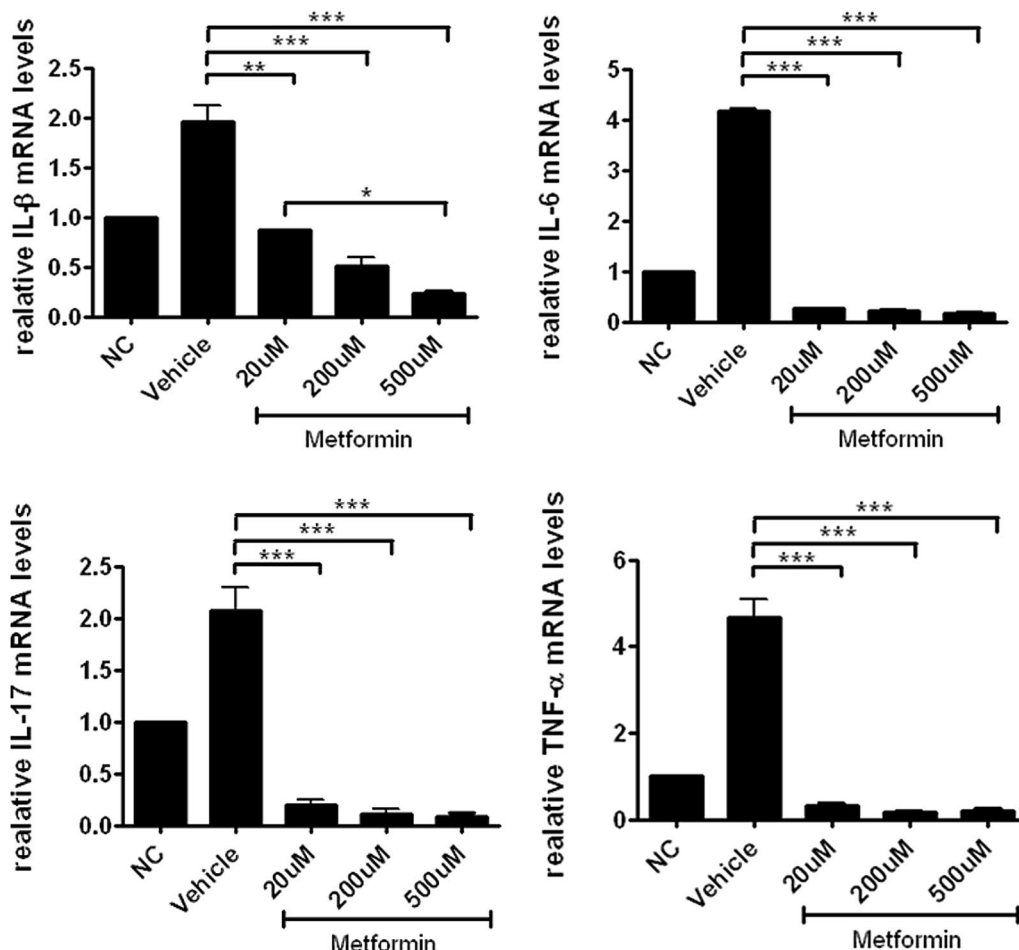 ***
***
**
*
realative IL-β mRNA levels
2.5
2.0
1.5
1.0
0.5
0.0
NC
Vehicle
20uM
200uM
500uM
Metformin
***
***
***
realative IL-6 mRNA levels
5
4
3
2
1
0
NC
Vehicle
20uM
200uM
500uM
Metformin
***
***
***
realative IL-17 mRNA levels
2.5
2.0
1.5
1.0
0.5
0.0
NC
Vehicle
20uM
200uM
500uM
Metformin
***
***
***
realative TNF-α mRNA levels
6
4
2
0
NC
Vehicle
20uM
200uM
500uM
Metformin